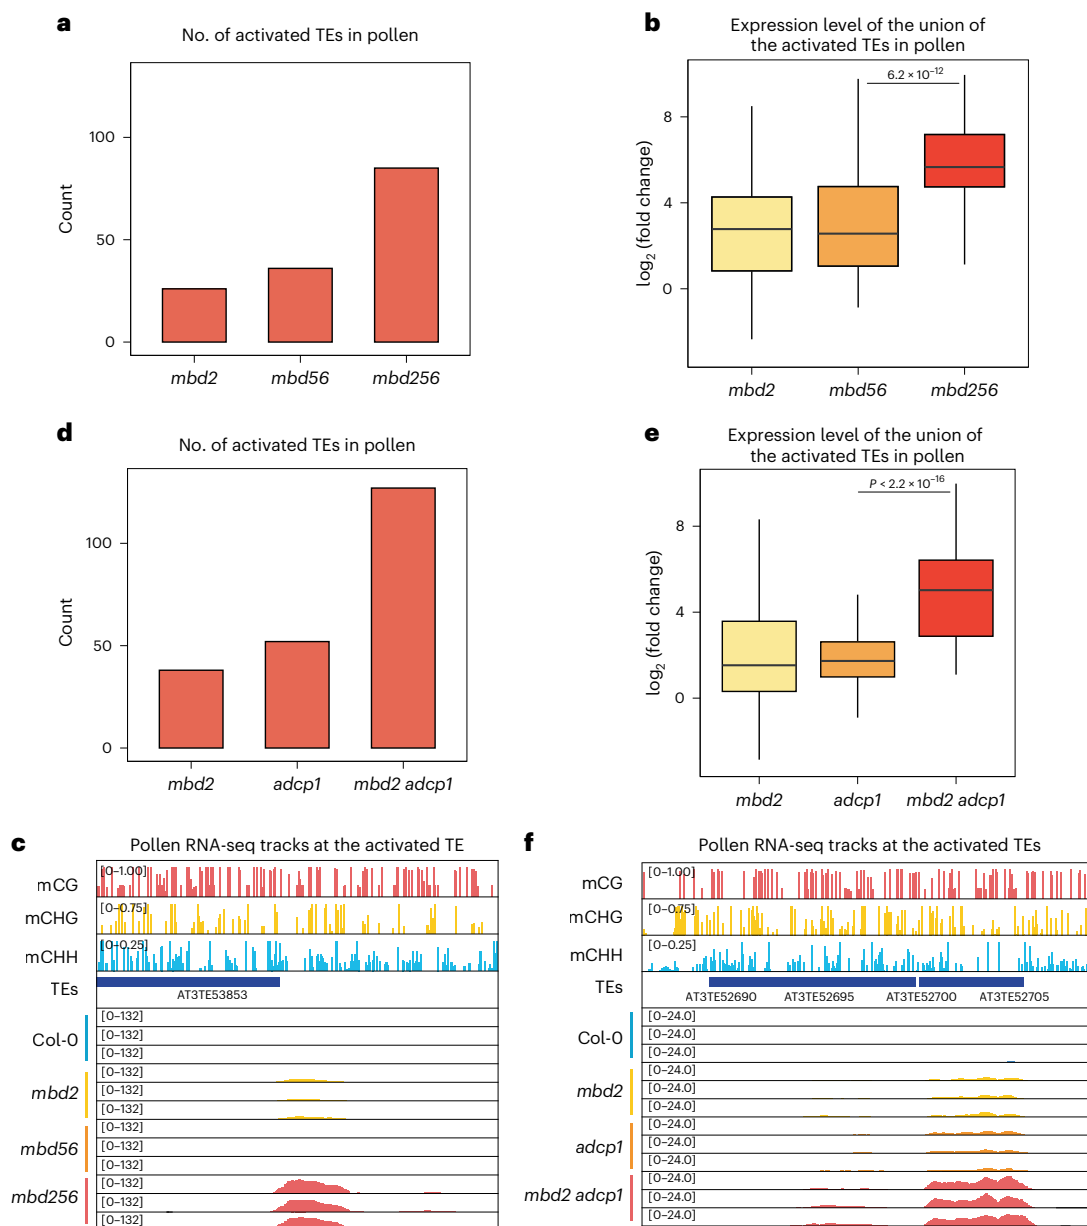 a
No. of activated TEs in pollen
Count
100
50
0
mbd2
mbd56
mbd256
b
Expression level of the union of
the activated TEs in pollen
log2 (fold change)
8
4
0
6.2 × 10−12
mbd2
mbd56
mbd256
d
No. of activated TEs in pollen
Count
100
50
0
mbd2
adcp1
mbd2 adcp1
e
Expression level of the union of
the activated TEs in pollen
log2 (fold change)
8
4
0
P < 2.2 × 10−16
mbd2
adcp1
mbd2 adcp1
c
Pollen RNA-seq tracks at the activated TE
mCG
[0–1.00]
mCHG
[0–0.75]
mCHH
[0–0.25]
TEs
AT3TE53853
Col-0
[0–132]
[0–132]
[0–132]
mbd2
[0–132]
[0–132]
[0–132]
mbd56
[0–132]
[0–132]
[0–132]
mbd256
[0–132]
[0–132]
[0–132]
f
Pollen RNA-seq tracks at the activated TEs
mCG
[0–1.00]
mCHG
[0–0.75]
mCHH
[0–0.25]
TEs
AT3TE52690
AT3TE52695
AT3TE52700
AT3TE52705
Col-0
[0–24.0]
[0–24.0]
[0–24.0]
mbd2
[0–24.0]
[0–24.0]
[0–24.0]
adcp1
[0–24.0]
[0–24.0]
[0–24.0]
mbd2 adcp1
[0–24.0]
[0–24.0]
[0–24.0]